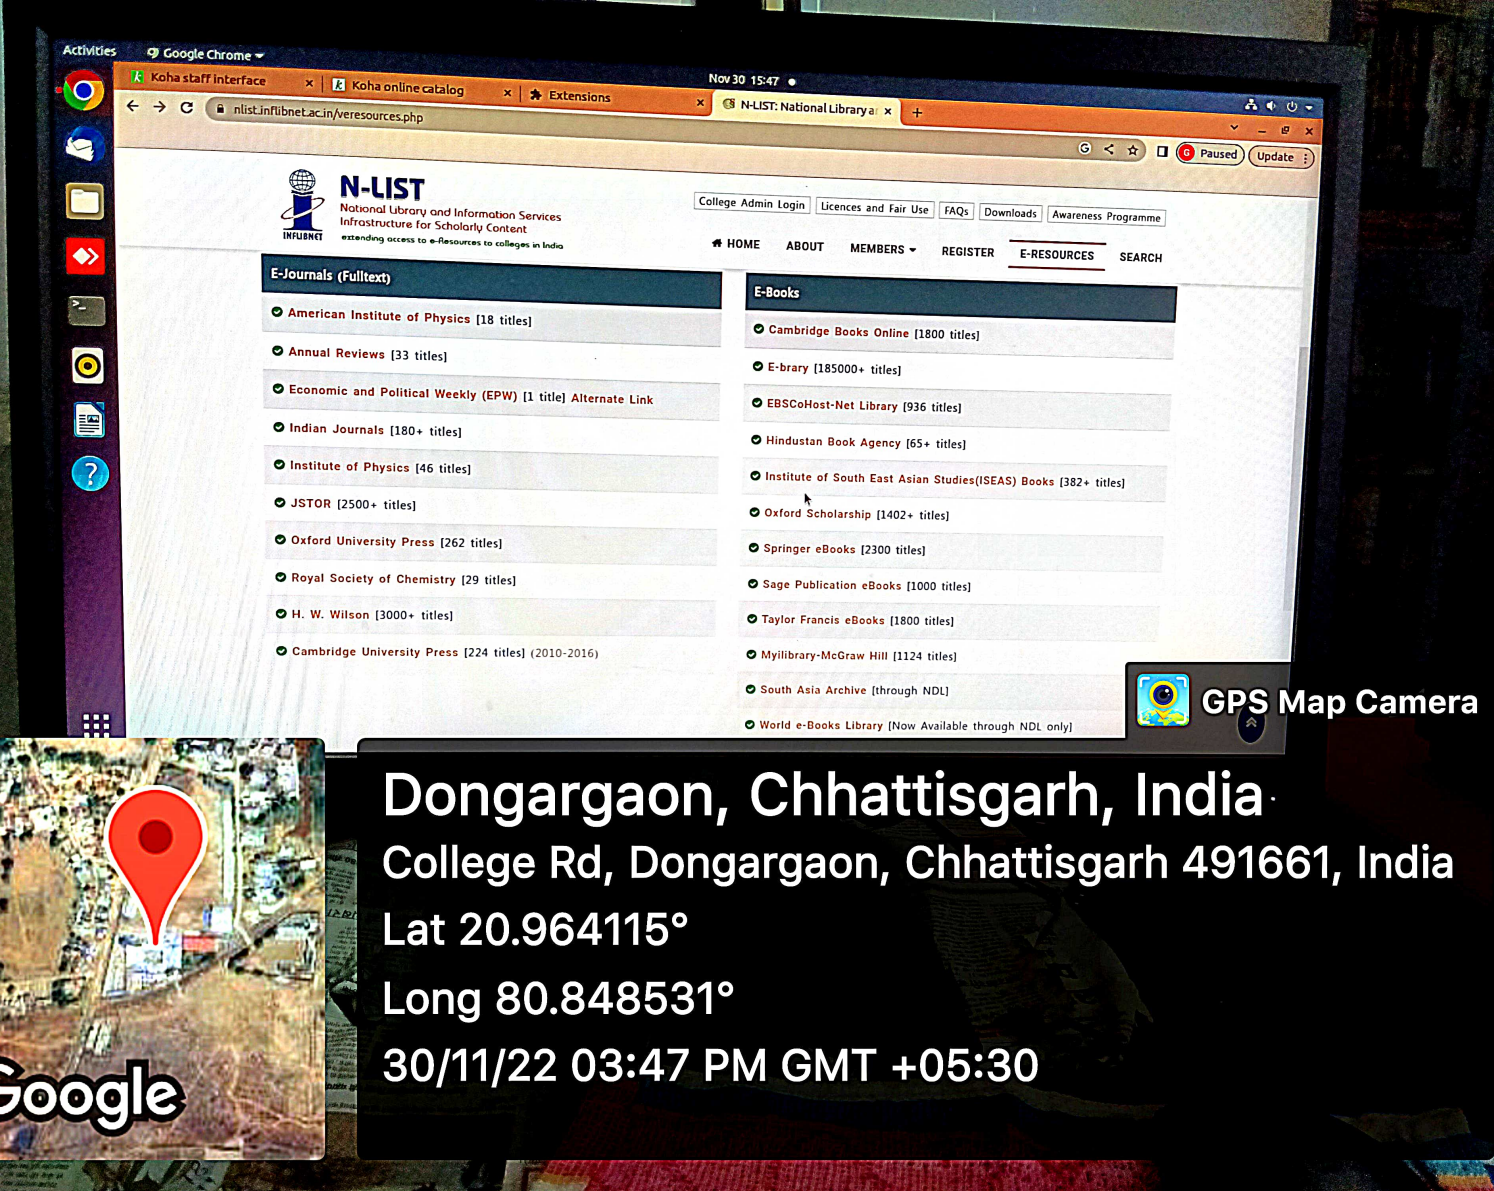 Activities
Google Chrome
Nov 30 15:47
Koha staff interface
Koha online catalog
Extensions
N-LIST: National Library a
nlist.inflibnet.ac.in/veresources.php
G
Paused
Update
INFLIBNET
N-LIST
National Library and Information Services
Infrastructure for Scholarly Content
extending access to e-Resources to colleges in India
College Admin Login
Licences and Fair Use
FAQs
Downloads
Awareness Programme
HOME
ABOUT
MEMBERS
REGISTER
E-RESOURCES
SEARCH
E-Journals (Fulltext)
American Institute of Physics [18 titles]
Annual Reviews [33 titles]
Economic and Political Weekly (EPW) [1 title] Alternate Link
Indian Journals [180+ titles]
Institute of Physics [46 titles]
JSTOR [2500+ titles]
Oxford University Press [262 titles]
Royal Society of Chemistry [29 titles]
H. W. Wilson [3000+ titles]
Cambridge University Press [224 titles] (2010-2016)
E-Books
Cambridge Books Online [1800 titles]
E-brary [185000+ titles]
EBSCoHost-Net Library [936 titles]
Hindustan Book Agency [65+ titles]
Institute of South East Asian Studies(ISEAS) Books [382+ titles]
Oxford Scholarship [1402+ titles]
Springer eBooks [2300 titles]
Sage Publication eBooks [1000 titles]
Taylor Francis eBooks [1800 titles]
Myilibrary-McGraw Hill [1124 titles]
South Asia Archive [through NDL]
World e-Books Library [Now Available through NDL only]
GPS Map Camera
Google
Dongargaon, Chhattisgarh, India
College Rd, Dongargaon, Chhattisgarh 491661, India
Lat 20.964115°
Long 80.848531°
30/11/22 03:47 PM GMT +05:30